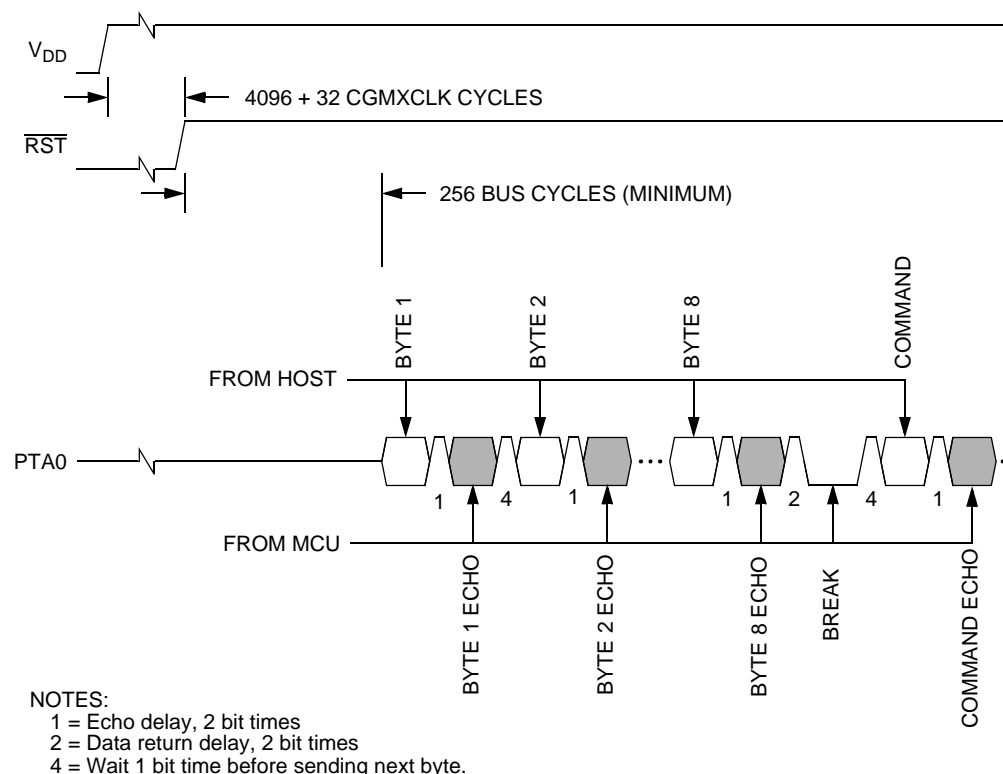 VDD
4096 + 32 CGMXCLK CYCLES
RST
256 BUS CYCLES (MINIMUM)
BYTE 1
BYTE 2
BYTE 8
COMMAND
FROM HOST
PTA0
1
4
1
1
2
4
1
FROM MCU
BYTE 1 ECHO
BYTE 2 ECHO
BYTE 8 ECHO
BREAK
COMMAND ECHO
NOTES:
1 = Echo delay, 2 bit times
2 = Data return delay, 2 bit times
4 = Wait 1 bit time before sending next byte.